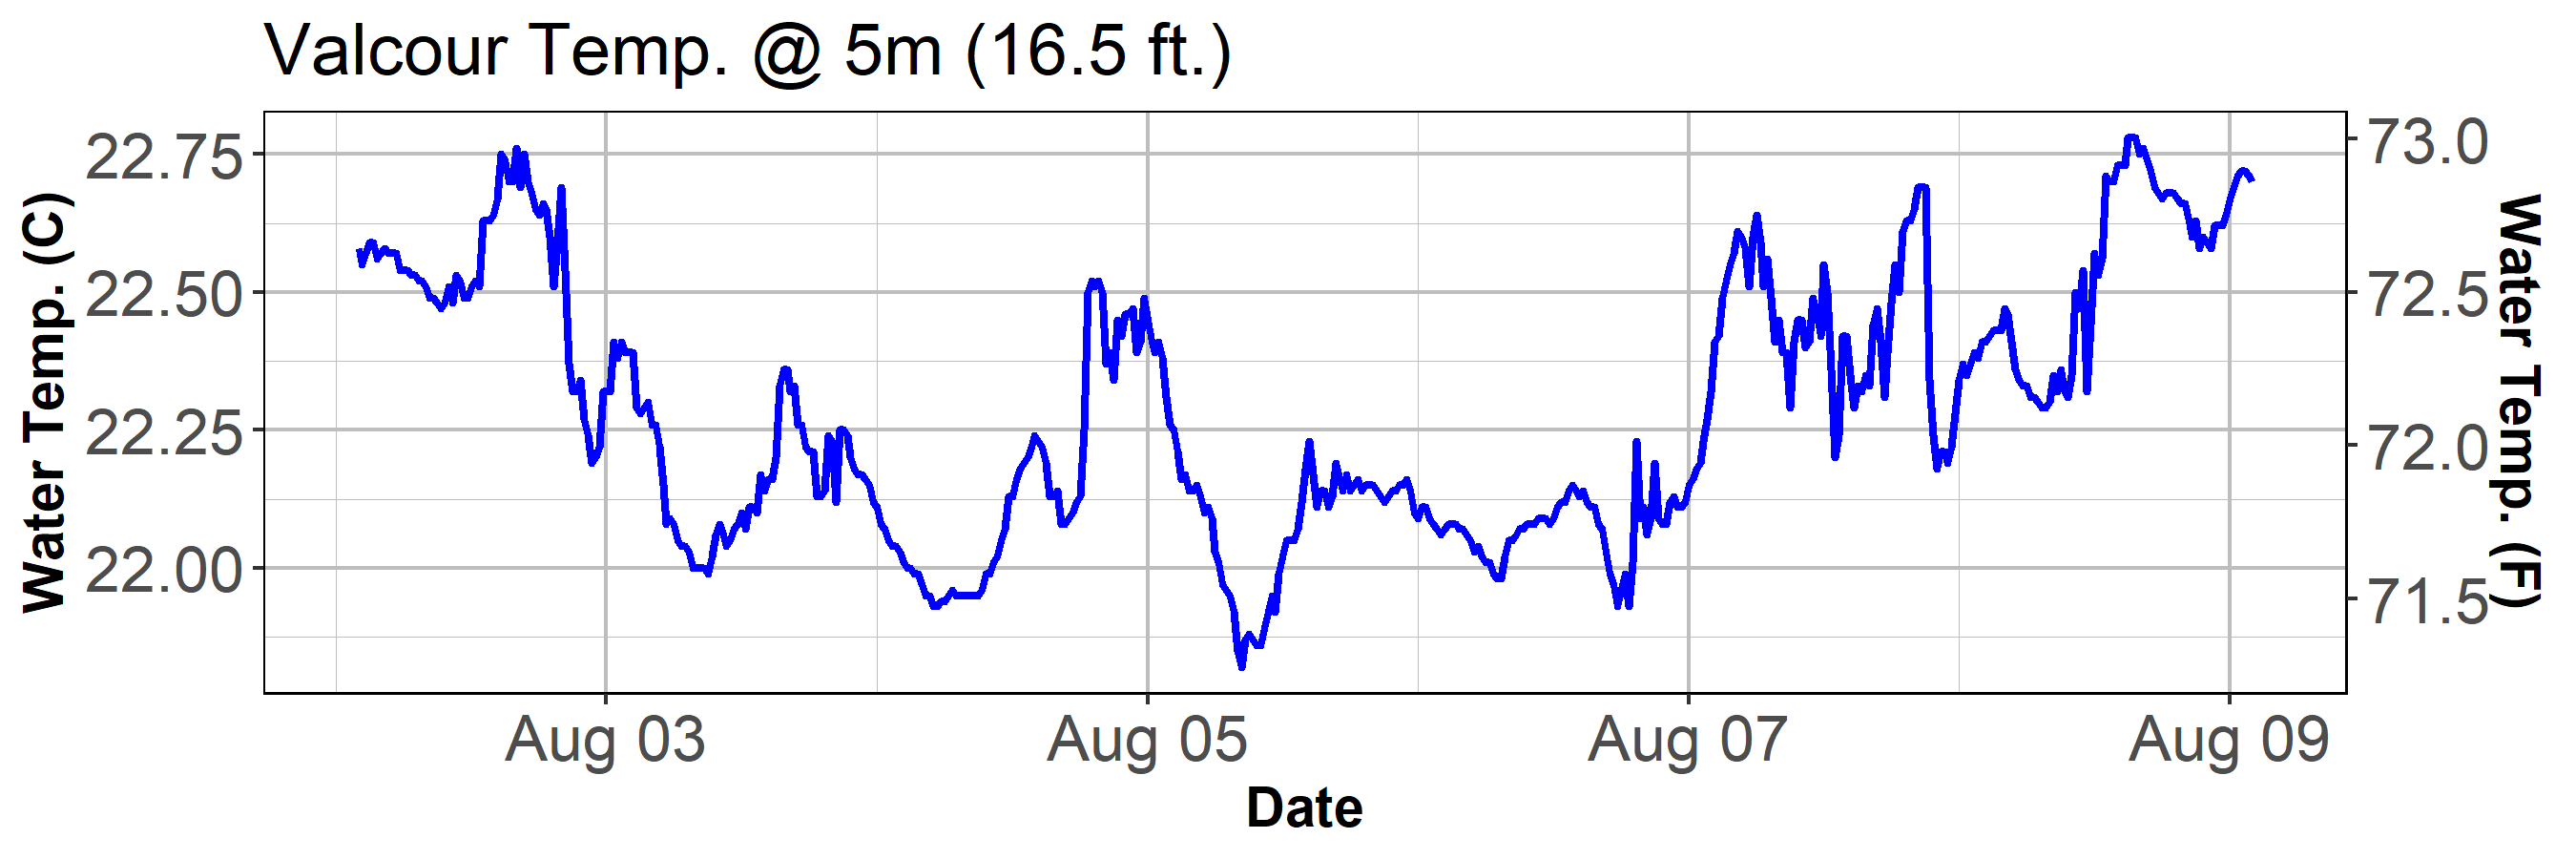 Valcour Temp. @ 5m (16.5 ft.)
Water Temp. (C)
22.75
22.50
22.25
22.00
73.0
72.5
72.0
71.5
Water Temp. (F)
Aug 03 Aug 05 Aug 07 Aug 09
Date